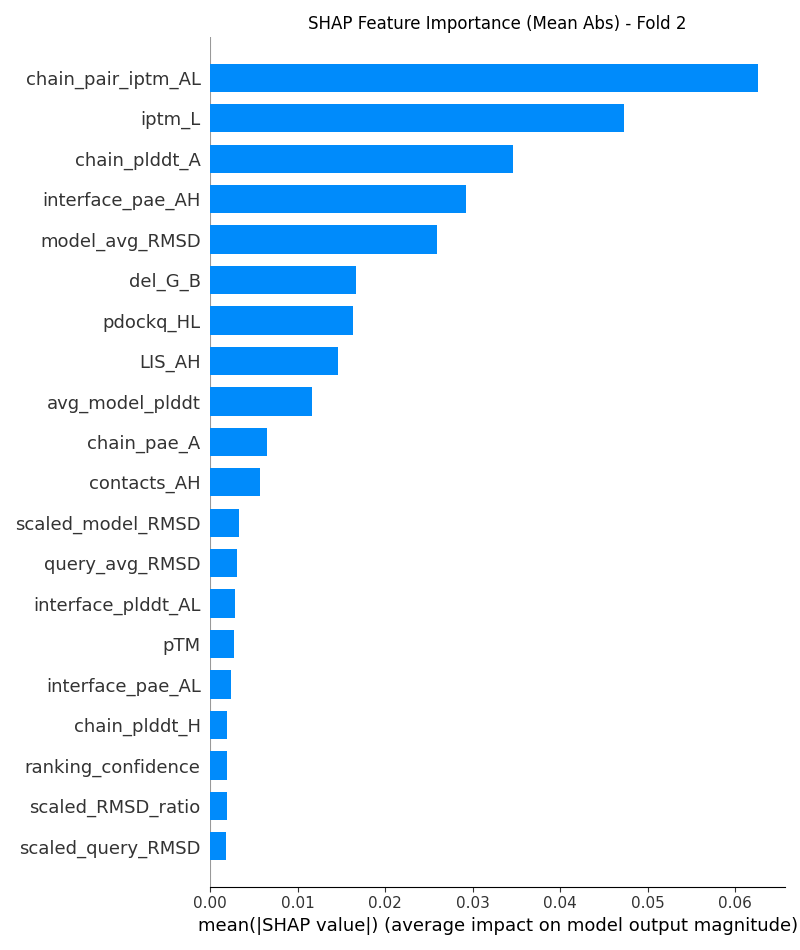 SHAP Feature Importance (Mean Abs) - Fold 2
chain_pair_iptm_AL
iptm_L
chain_plddt_A
interface_pae_AH
model_avg_RMSD
del_G_B
pdockq_HL
LIS_AH
avg_model_plddt
chain_pae_A
contacts_AH
scaled_model_RMSD
query_avg_RMSD
interface_plddt_AL
pTM
interface_pae_AL
chain_plddt_H
ranking_confidence
scaled_RMSD_ratio
scaled_query_RMSD
0.00 0.01 0.02 0.03 0.04 0.05 0.06
mean(|SHAP value|) (average impact on model output magnitude)